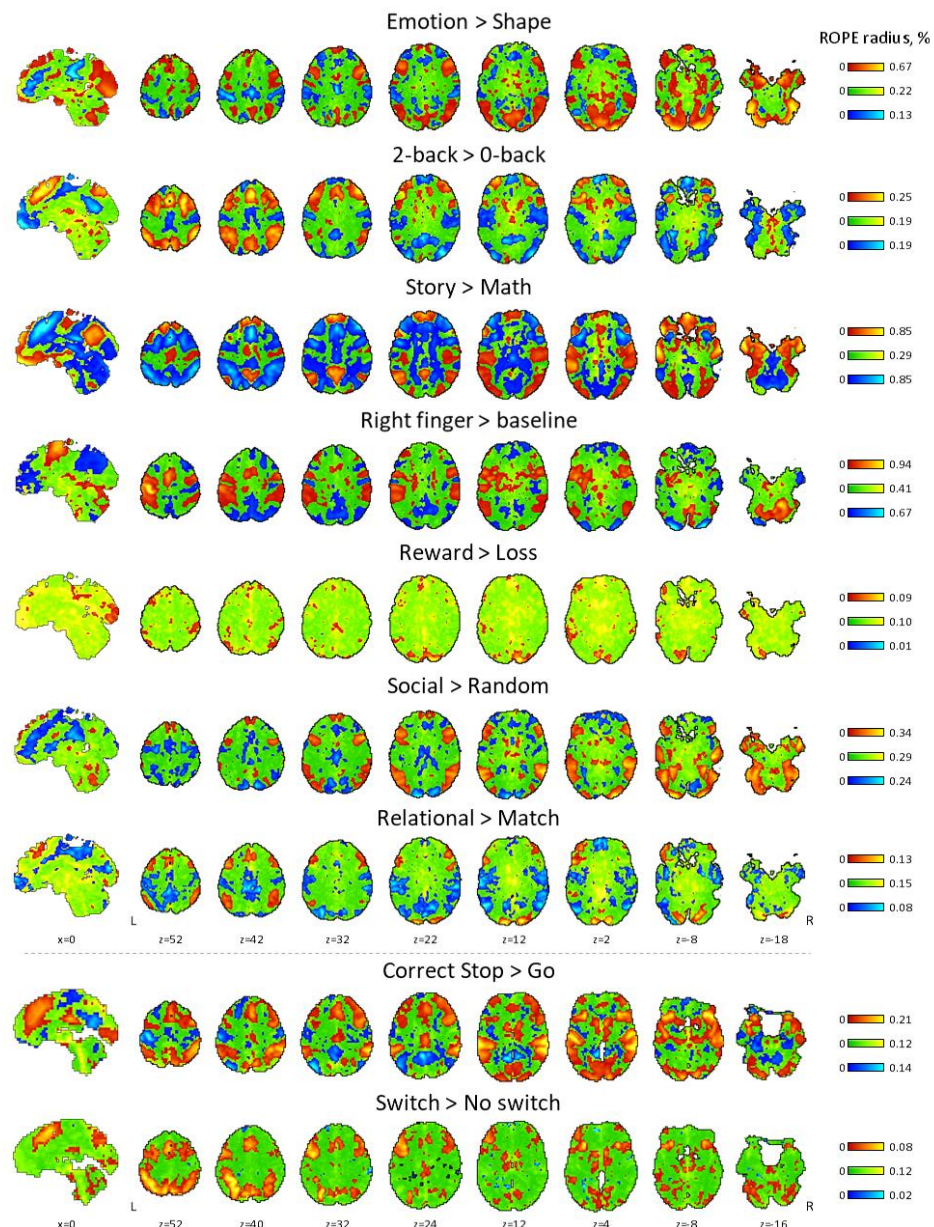 Emotion > Shape
ROPE radius, %
0 0.67
0 0.22
0 0.13
2-back > 0-back
0 0.25
0 0.19
0 0.19
Story > Math
0 0.85
0 0.29
0 0.85
Right finger > baseline
0 0.94
0 0.41
0 0.67
Reward > Loss
0 0.09
0 0.10
0 0.01
Social > Random
0 0.34
0 0.29
0 0.24
Relational > Match
0 0.13
0 0.15
0 0.08
L R
x=0 z=52 z=42 z=32 z=22 z=12 z=2 z=-8 z=-18
Correct Stop > Go
0 0.21
0 0.12
0 0.14
Switch > No switch
0 0.08
0 0.12
0 0.02
L R
x=0 z=52 z=40 z=32 z=24 z=12 z=4 z=-8 z=-16